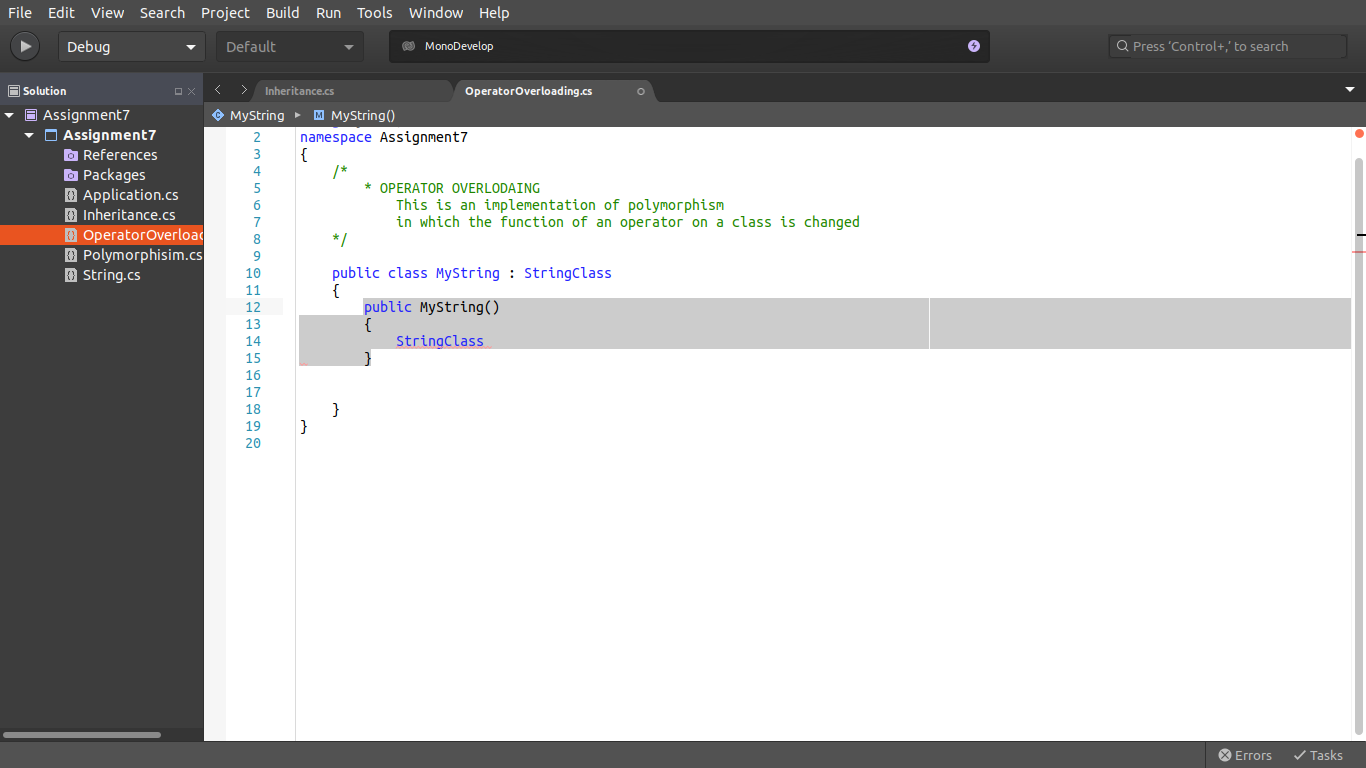 File Edit View Search Project Build Run Tools Window Help
Debug Default MonoDevelop Press 'Control+,' to search
Solution
Assignment7
Assignment7
References
Packages
Application.cs
Inheritance.cs
OperatorOverloac
Polymorphisim.cs
String.cs
Inheritance.cs OperatorOverloading.cs
MyString MyString()
2 namespace Assignment7
3 {
4 /*
5 * OPERATOR OVERLODAING
6 This is an implementation of polymorphism
7 in which the function of an operator on a class is changed
8 */
9
10 public class MyString : StringClass
11 {
12 public MyString()
13 {
14 StringClass
15 }
16
17
18 }
19 }
20
Errors Tasks